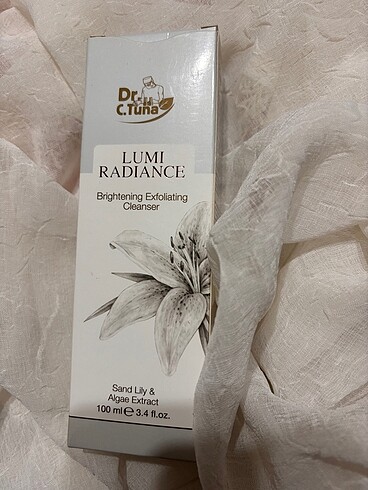 Dr.
C.Tuna
LUMI
RADIANCE
Brightening Exfoliating
Cleanser
Sand Lily &
Algae Extract
100 ml ℮ 3.4 fl.oz.